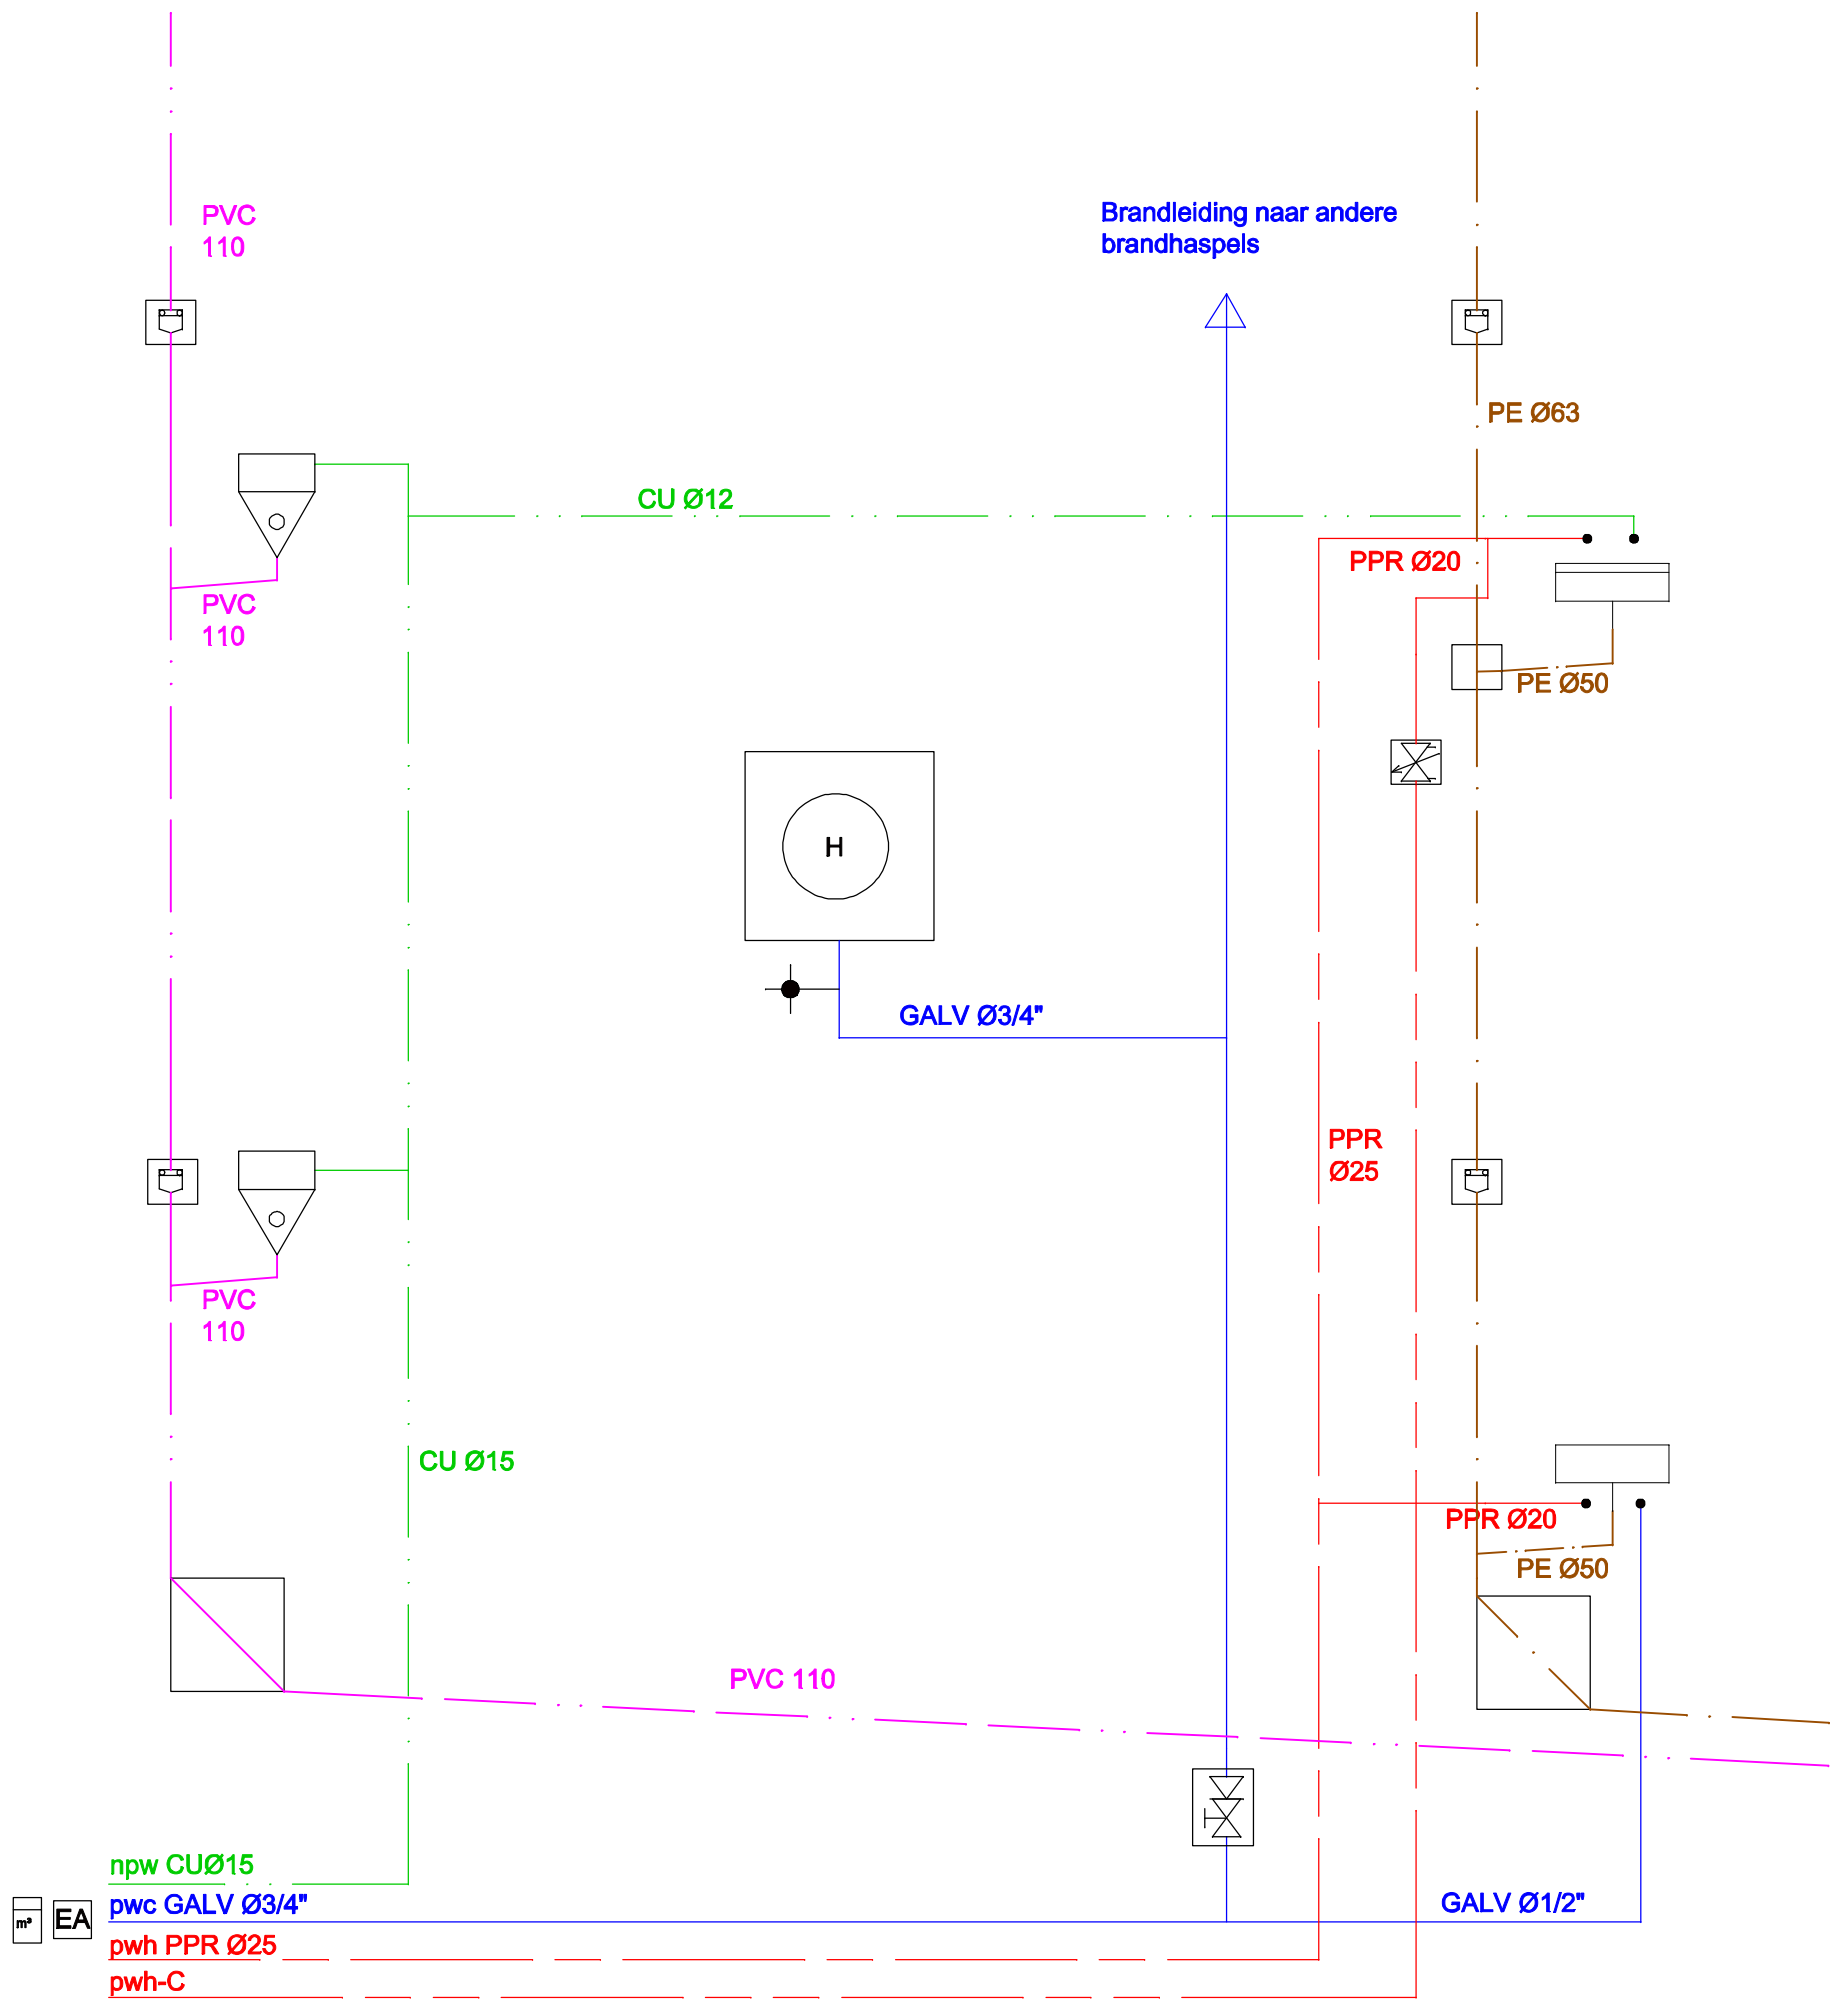 PVC
110
Brandleiding naar andere
brandhaspels
PE Ø63
CU Ø12
PPR Ø20
PVC
110
PE Ø50
H
GALV Ø3/4"
PPR
Ø25
PVC
110
CU Ø15
PPR Ø20
PE Ø50
PVC 110
npw CUØ15
pwc GALV Ø3/4"
GALV Ø1/2"
m³
EA
pwh PPR Ø25
pwh-C